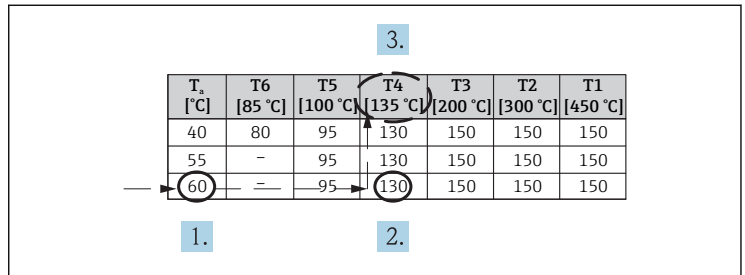 3.
Ta T6 T5 T4 T3 T2 T1
[°C] [85 °C] [100 °C] [135 °C] [200 °C] [300 °C] [450 °C]
40 80 95 130 150 150 150
55 – 95 130 150 150 150
60 – 95 130 150 150 150
1. 2.